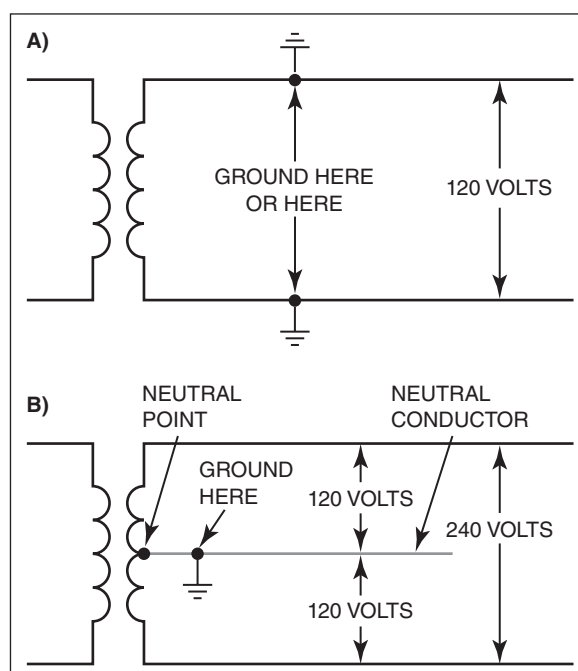 A)
GROUND HERE
OR HERE
120 VOLTS
B)
NEUTRAL
POINT
NEUTRAL
CONDUCTOR
GROUND
HERE
120 VOLTS
240 VOLTS
120 VOLTS